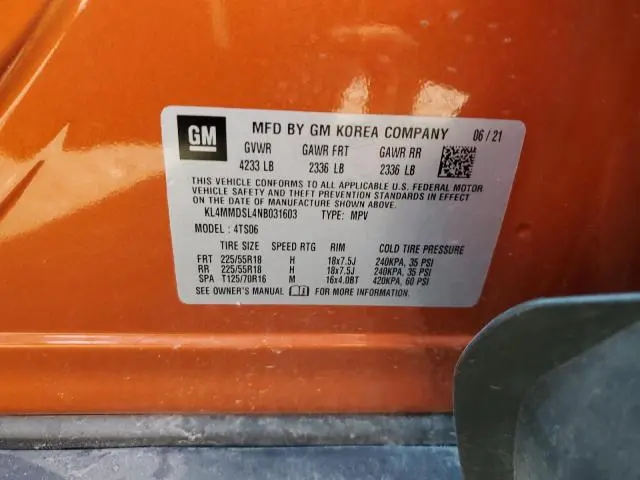 GM
MFD BY GM KOREA COMPANY 06/21
GVWR GAWR FRT GAWR RR
4233 LB 2336 LB 2336 LB
THIS VEHICLE CONFORMS TO ALL APPLICABLE U.S. FEDERAL MOTOR
VEHICLE SAFETY AND THEFT PREVENTION STANDARDS IN EFFECT
ON THE DATE OF MANUFACTURE SHOWN ABOVE.
KL4MMDSL4NB031603 TYPE: MPV
MODEL : 4TS06
TIRE SIZE SPEED RTG RIM COLD TIRE PRESSURE
FRT 225/55R18 H 18x7.5J 240KPA, 35 PSI
RR 225/55R18 H 18x7.5J 240KPA, 35 PSI
SPA T125/70R16 M 16x4.0BT 420KPA, 60 PSI
SEE OWNER'S MANUAL FOR MORE INFORMATION.